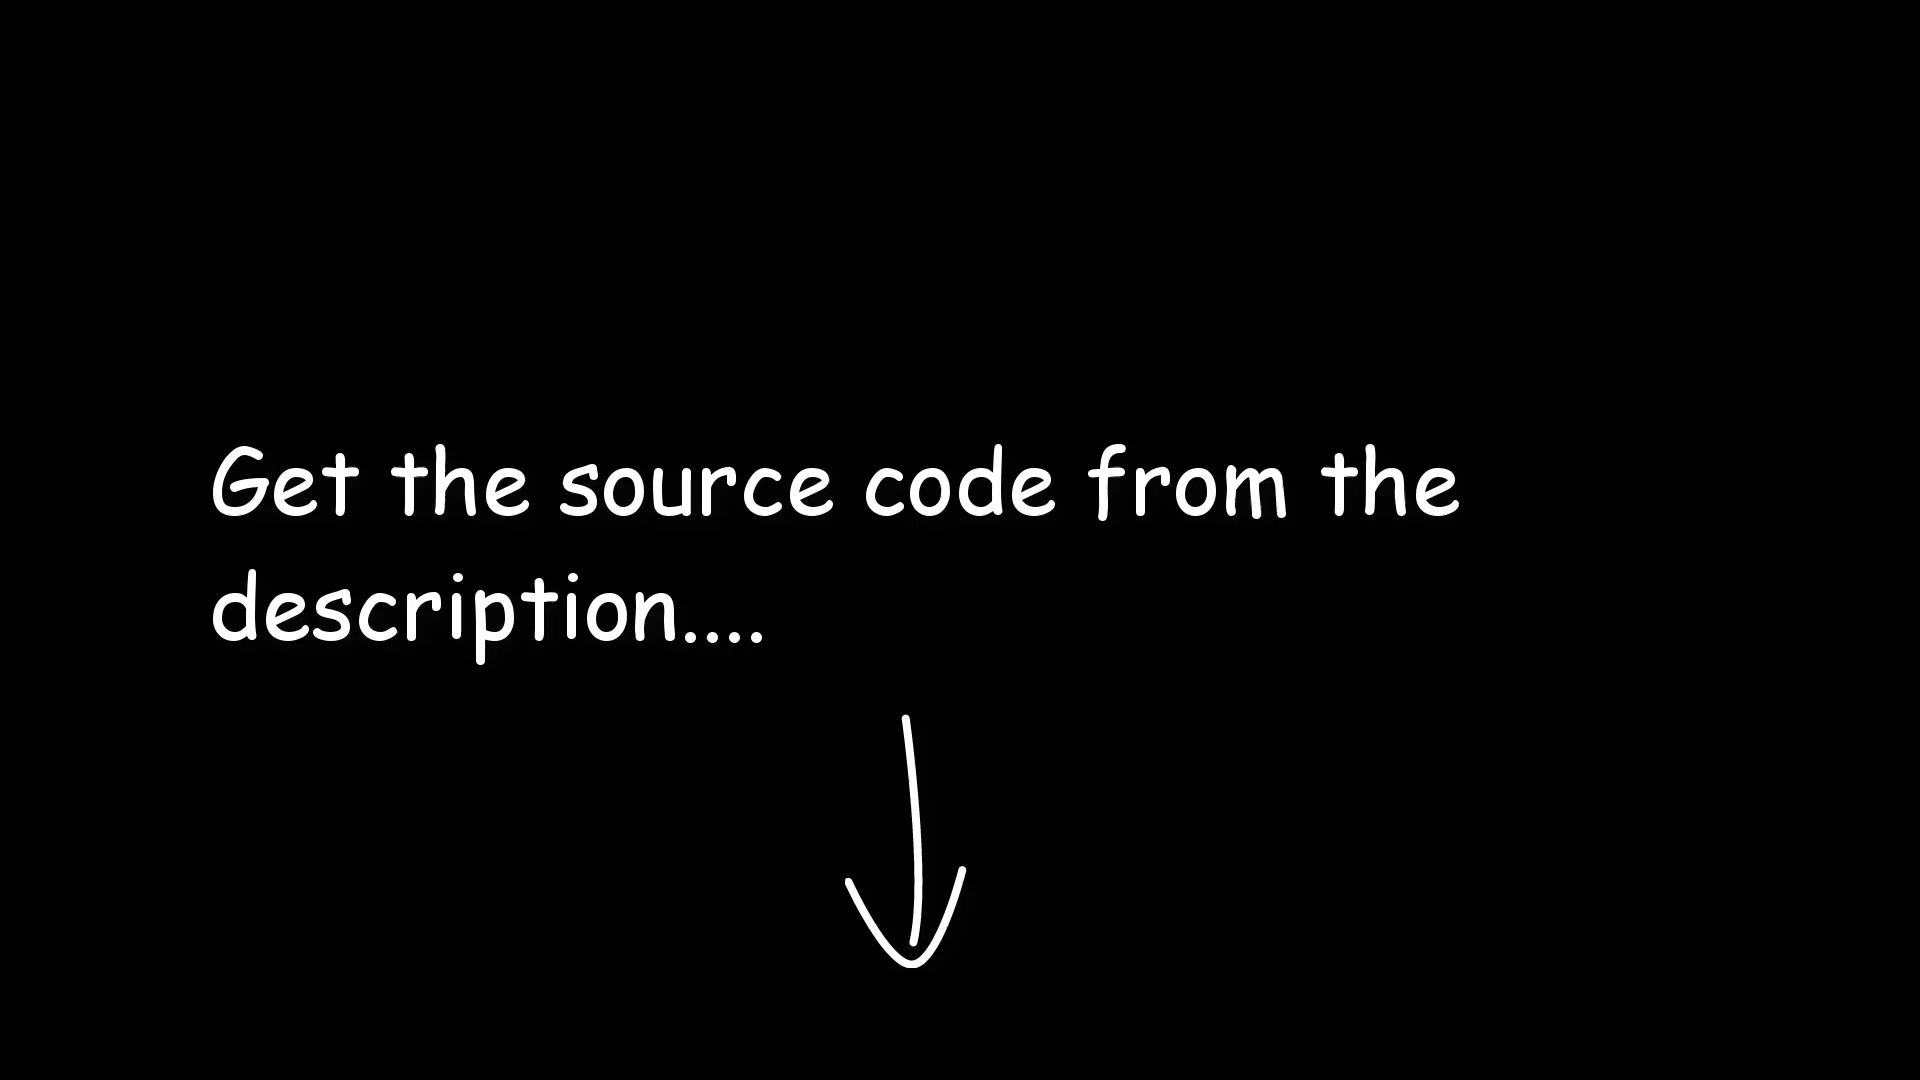 Get the source code from the
description....